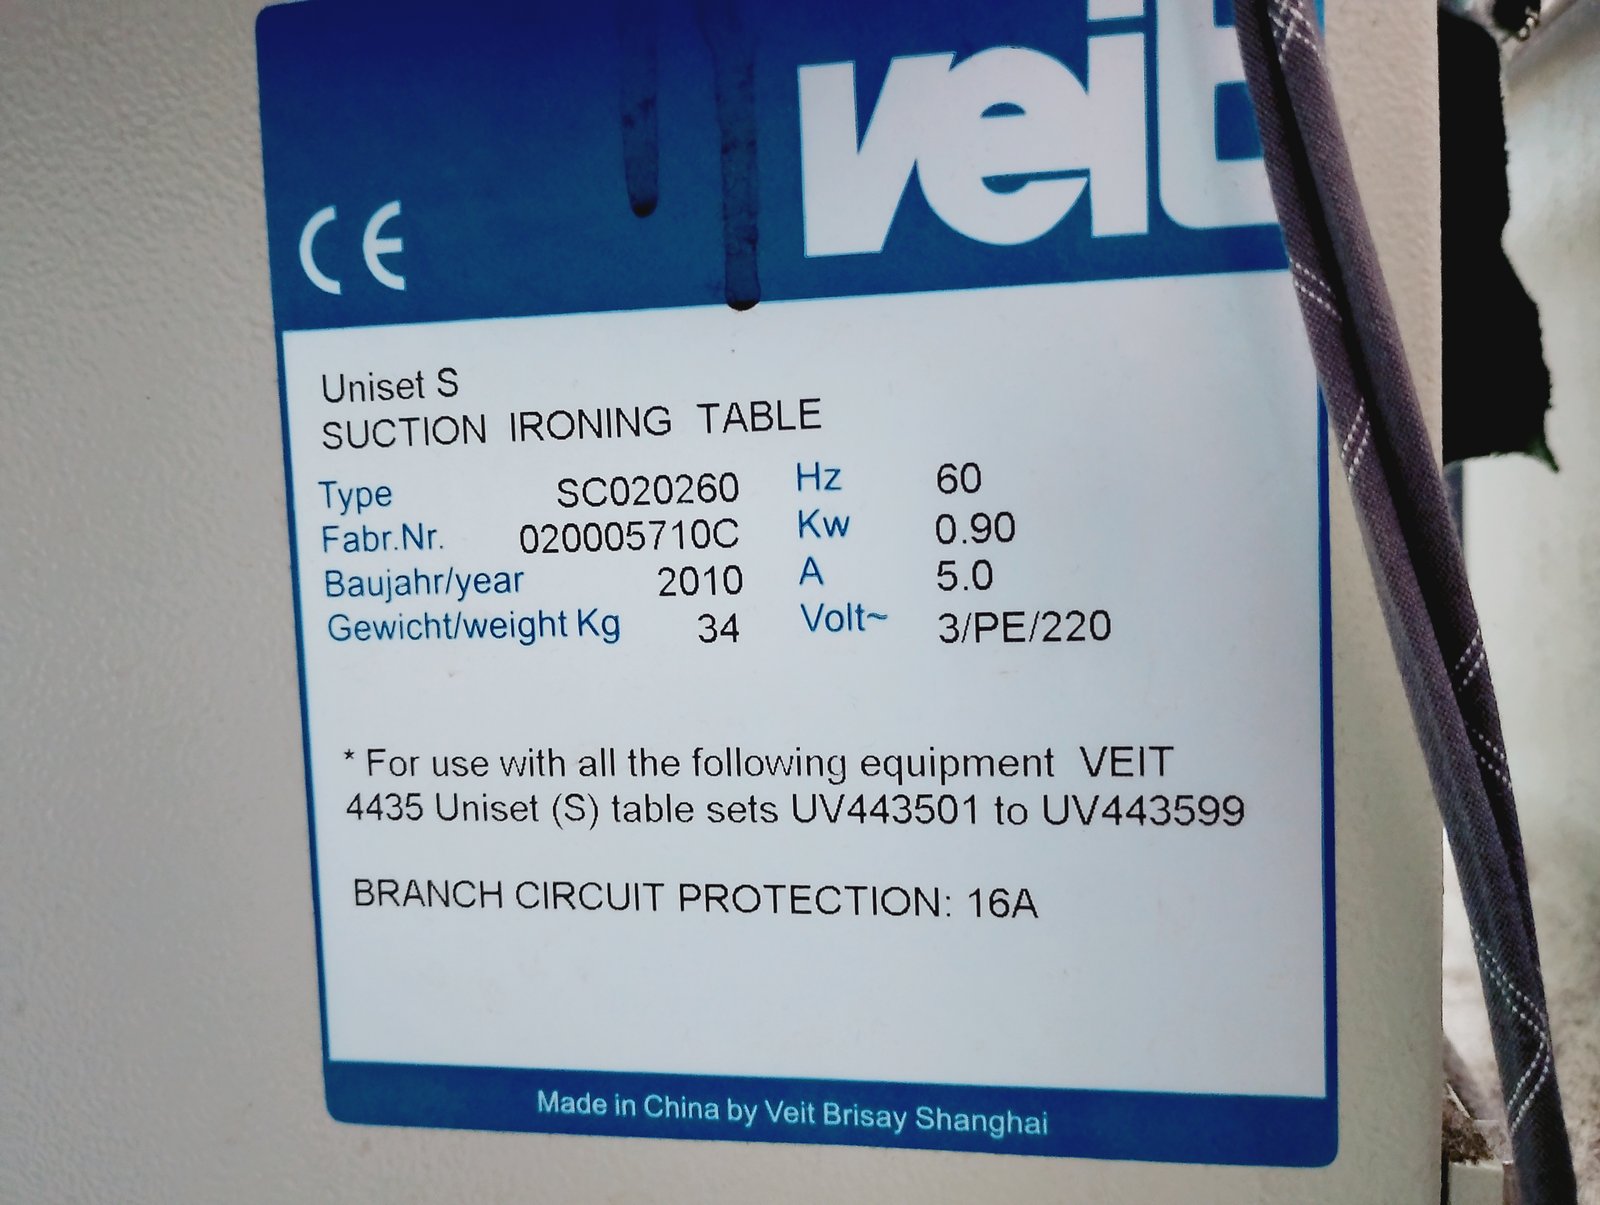 CE
veit
Uniset S
SUCTION IRONING TABLE
Type SC020260 Hz 60
Fabr.Nr. 020005710C Kw 0.90
Baujahr/year 2010 A 5.0
Gewicht/weight Kg 34 Volt~ 3/PE/220
* For use with all the following equipment VEIT
4435 Uniset (S) table sets UV443501 to UV443599
BRANCH CIRCUIT PROTECTION: 16A
Made in China by Veit Brisay Shanghai